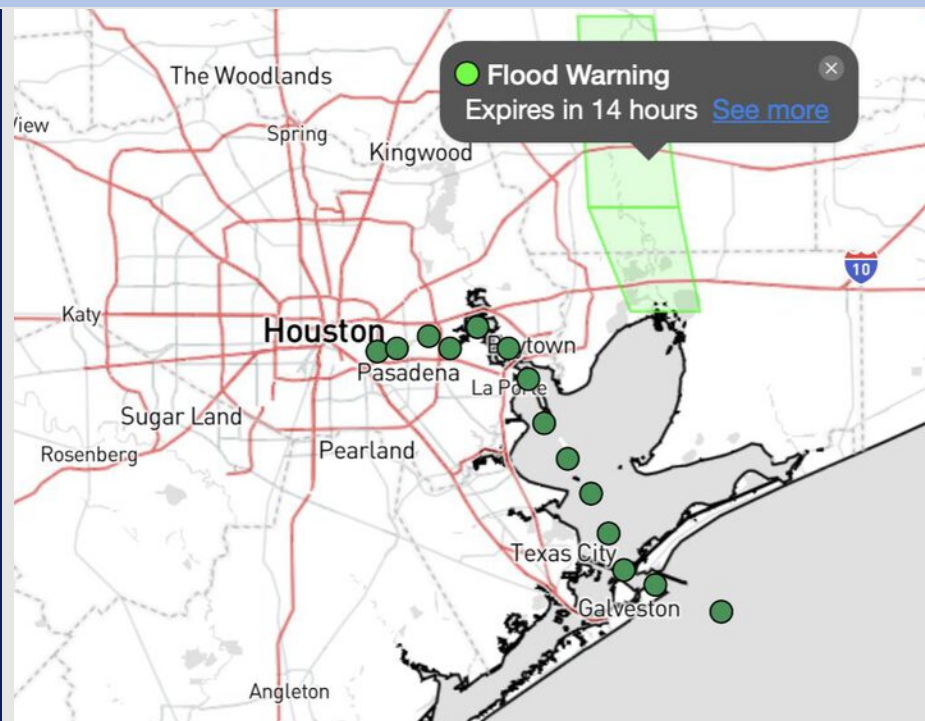 The Woodlands
Flood Warning
Expires in 14 hours See more
View
Spring
Kingwood
10
Katy
Houston
Baytown
Pasadena
La Porte
Sugar Land
Rosenberg
Pearland
Texas City
Galveston
Angleton